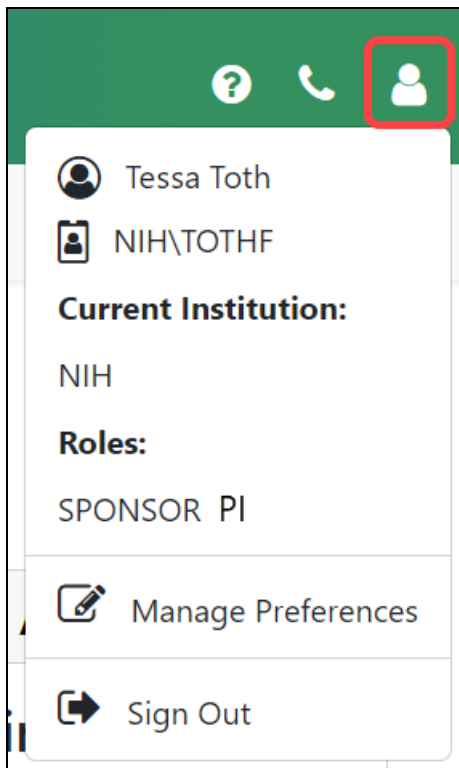 Tessa Toth
NIH\TOTHF
Current Institution:
NIH
Roles:
SPONSOR PI
Manage Preferences
Sign Out